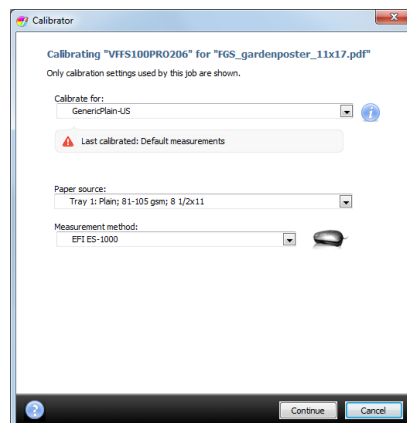 Calibrator
Calibrating "VFFS100PRO206" for "FGS_gardenposter_11x17.pdf"
Only calibration settings used by this job are shown.
Calibrate for:
GenericPlain-US
Last calibrated: Default measurements
Paper source:
Tray 1: Plain; 81-105 gsm; 8 1/2x11
Measurement method:
EFI ES-1000
Continue
Cancel